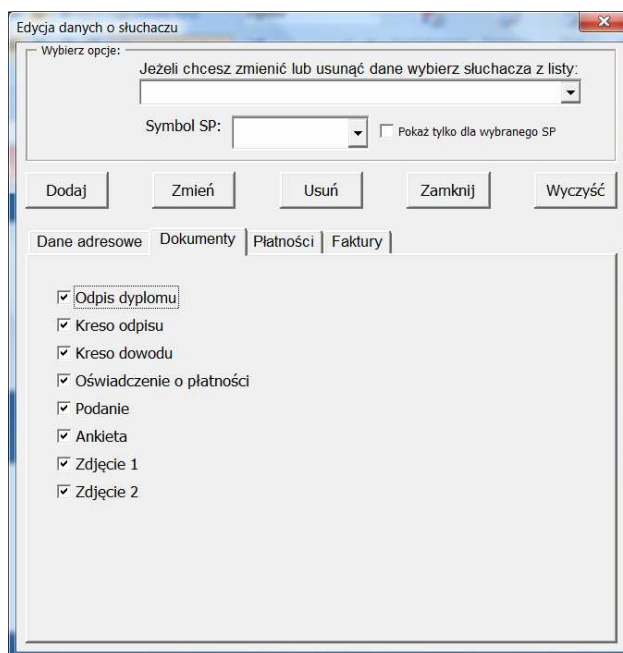 Edycja danych o słuchaczu
Wybierz opcje:
Jeżeli chcesz zmienić lub usunąć dane wybierz słuchacza z listy:
Symbol SP:
Pokaż tylko dla wybranego SP
Dodaj Zmień Usuń Zamknij Wyczyść
Dane adresowe Dokumenty Płatności Faktury
Odpis dyplomu
Kreso odpisu
Kreso dowodu
Oświadczenie o płatności
Podanie
Ankieta
Zdjęcie 1
Zdjęcie 2